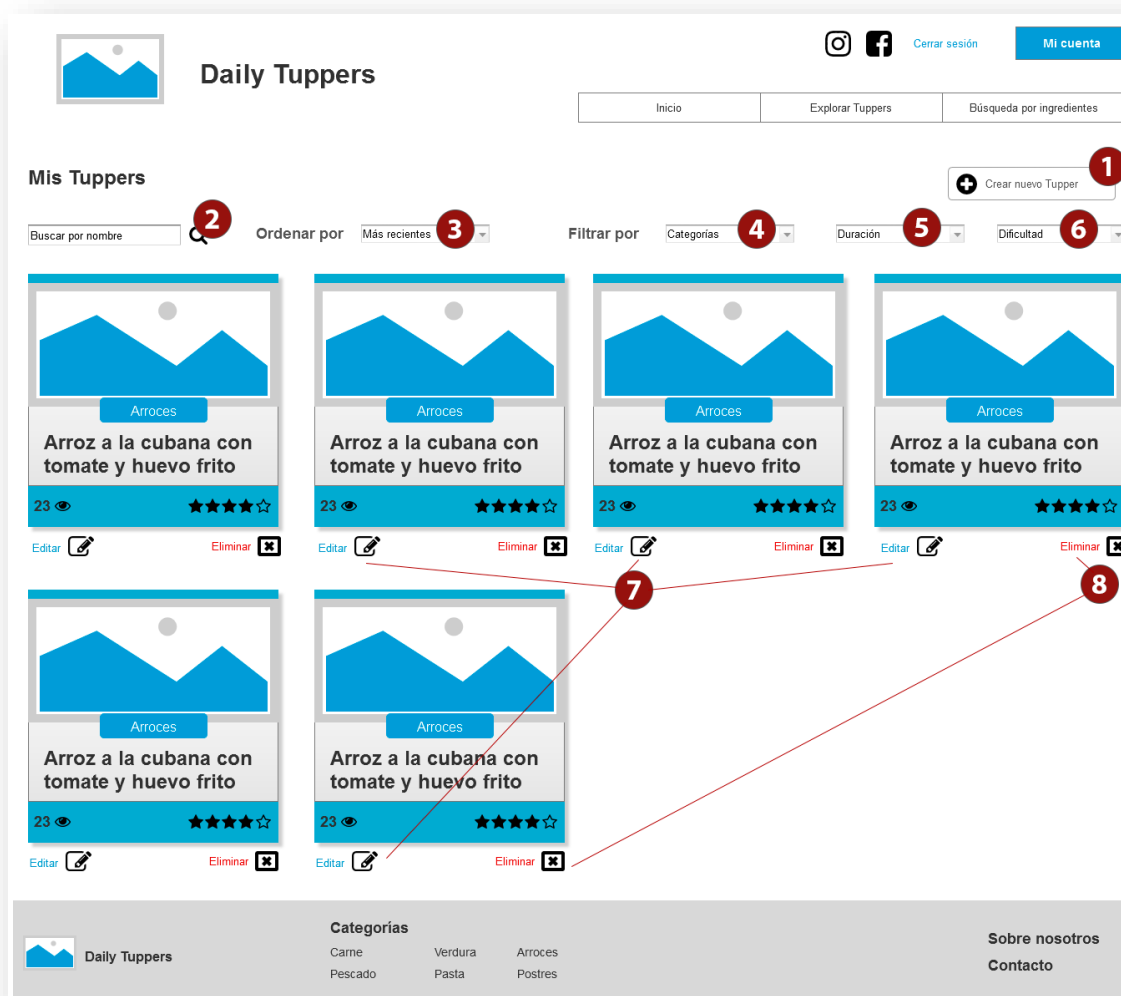 Cerrar sesión
Mi cuenta
Daily Tuppers
Inicio
Explorar Tuppers
Búsqueda por ingredientes
1
Mis Tuppers
Crear nuevo Tupper
2
Buscar por nombre
Ordenar por
Más recientes
3
Filtrar por
Categorías
4
Duración
5
Dificultad
6
Arroces
Arroz a la cubana con
tomate y huevo frito
23
Editar
Eliminar
Arroces
Arroz a la cubana con
tomate y huevo frito
23
Editar
Eliminar
Arroces
Arroz a la cubana con
tomate y huevo frito
23
Editar
Eliminar
Arroces
Arroz a la cubana con
tomate y huevo frito
23
Editar
Eliminar
7
8
Arroces
Arroz a la cubana con
tomate y huevo frito
23
Editar
Eliminar
Arroces
Arroz a la cubana con
tomate y huevo frito
23
Editar
Eliminar
Daily Tuppers
Categorías
Carne
Verdura
Arroces
Pescado
Pasta
Postres
Sobre nosotros
Contacto